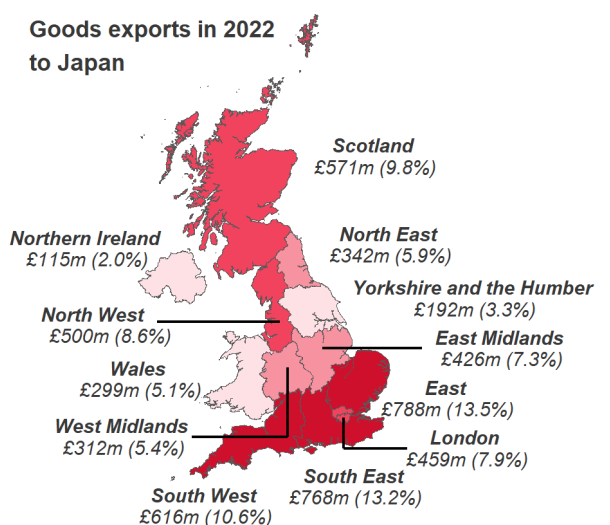 Goods exports in 2022
to Japan
Scotland
£571m (9.8%)
Northern Ireland
£115m (2.0%)
North East
£342m (5.9%)
Yorkshire and the Humber
£192m (3.3%)
North West
£500m (8.6%)
East Midlands
£426m (7.3%)
Wales
£299m (5.1%)
East
£788m (13.5%)
West Midlands
£312m (5.4%)
London
£459m (7.9%)
South East
£768m (13.2%)
South West
£616m (10.6%)